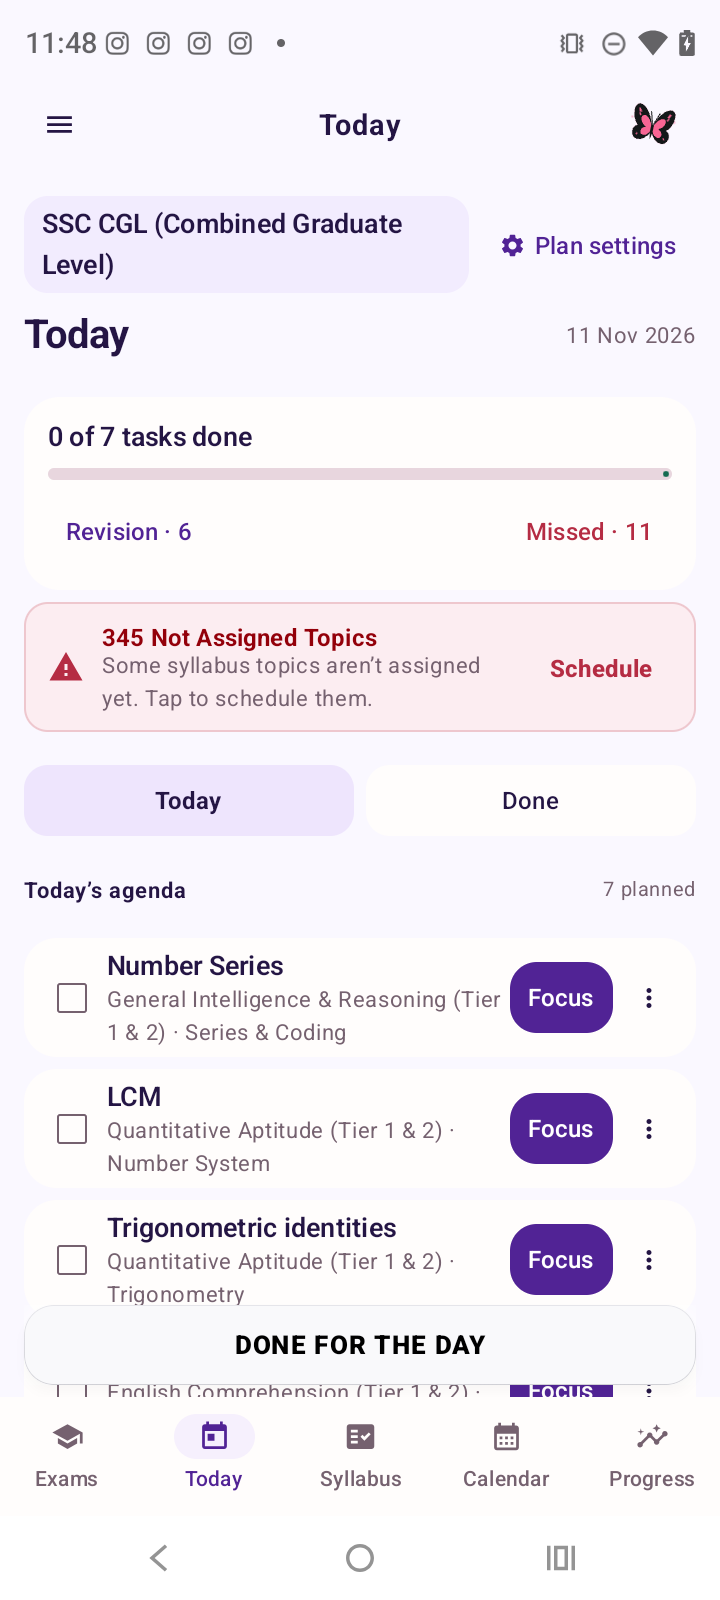 11:48
Today
SSC CGL (Combined Graduate
Level)
Plan settings
Today
11 Nov 2026
0 of 7 tasks done
Revision · 6
Missed · 11
345 Not Assigned Topics
Some syllabus topics aren’t assigned
yet. Tap to schedule them.
Schedule
Today
Done
Today’s agenda
7 planned
Number Series
General Intelligence & Reasoning (Tier
1 & 2) · Series & Coding
Focus
LCM
Quantitative Aptitude (Tier 1 & 2) ·
Number System
Focus
Trigonometric identities
Quantitative Aptitude (Tier 1 & 2) ·
Trigonometry
Focus
DONE FOR THE DAY
English Comprehension (Tier 1 & 2) ·
Focus
Exams
Today
Syllabus
Calendar
Progress